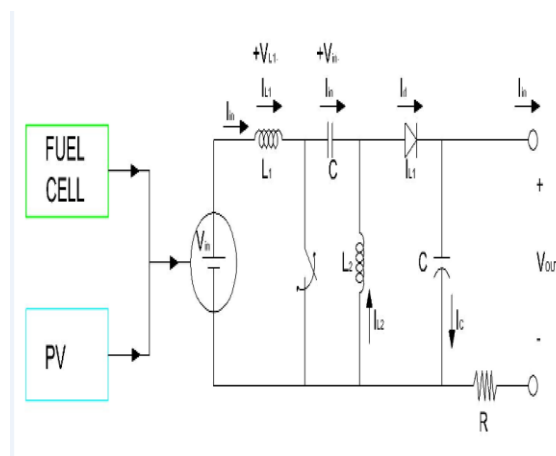 +VL1-
+Vin-
Iin
IL1
Iin
Id
Iin
FUEL
CELL
L1
C
IL1
+
Vin
L2
C
VOUT
IL2
IC
PV
-
R